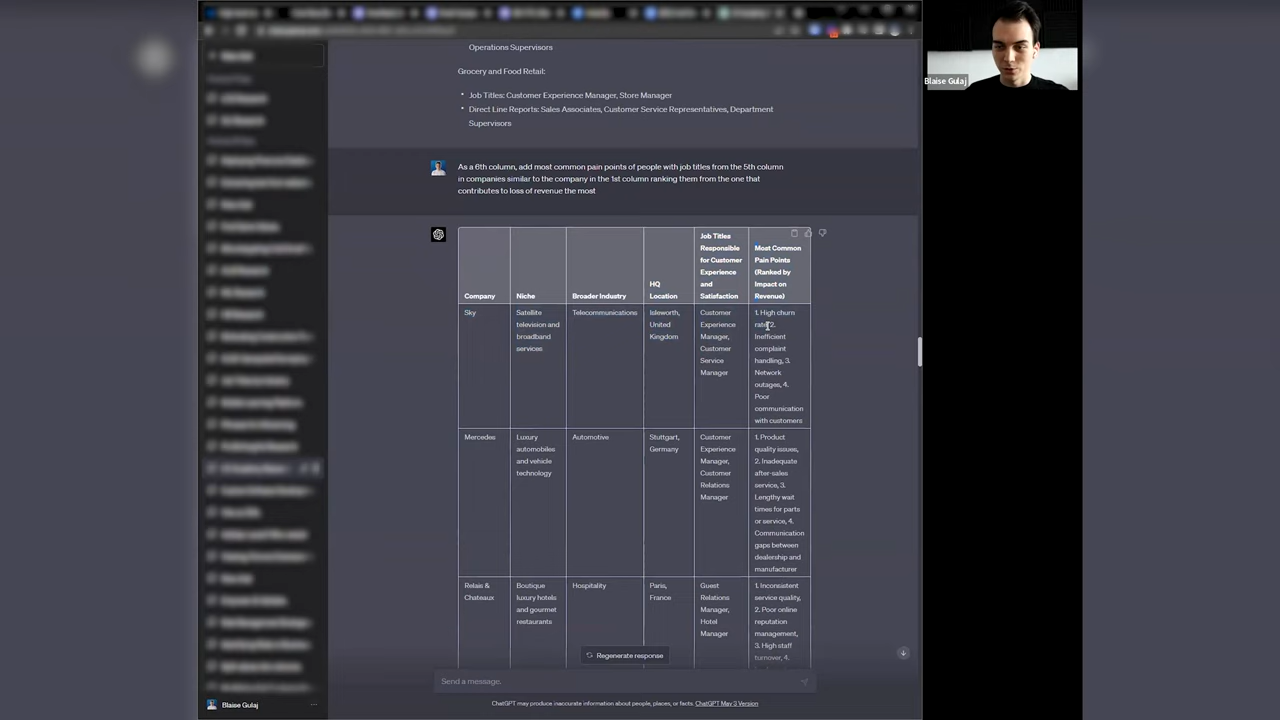 Operations Supervisors
Grocery and Food Retail:
• Job Titles: Customer Experience Manager, Store Manager
• Direct Line Reports: Sales Associates, Customer Service Representatives, Department
Supervisors
As a 6th column, add most common pain points of people with job titles from the 5th column
in companies similar to the company in the 1st column ranking them from the one that
contributes to loss of revenue the most
Company
Niche
Broader Industry
HQ
Location
Job Titles
Responsible
for Customer
Experience
and
Satisfaction
Most Common
Pain Points
(Ranked by
Impact on
Revenue)
Sky
Satellite
television and
broadband
services
Telecommunications
Isleworth,
United
Kingdom
Customer
Experience
Manager,
Customer
Service
Manager
1. High churn
rate, 2.
Inefficient
complaint
handling, 3.
Network
outages, 4.
Poor
communication
with customers
Mercedes
Luxury
automobiles
and vehicle
technology
Automotive
Stuttgart,
Germany
Customer
Experience
Manager,
Customer
Relations
Manager
1. Product
quality issues,
2. Inadequate
after-sales
service, 3.
Lengthy wait
times for parts
or service, 4.
Communication
gaps between
dealership and
manufacturer
Relais &
Chateaux
Boutique
luxury hotels
and gourmet
restaurants
Hospitality
Paris,
France
Guest
Relations
Manager,
Hotel
Manager
1. Inconsistent
service quality,
2. Poor online
reputation
management,
3. High staff
turnover, 4.
Regenerate response
Send a message.
ChatGPT may produce inaccurate information about people, places, or facts. ChatGPT May 3 Version
Blaise Gulaj
Blaise Gulaj